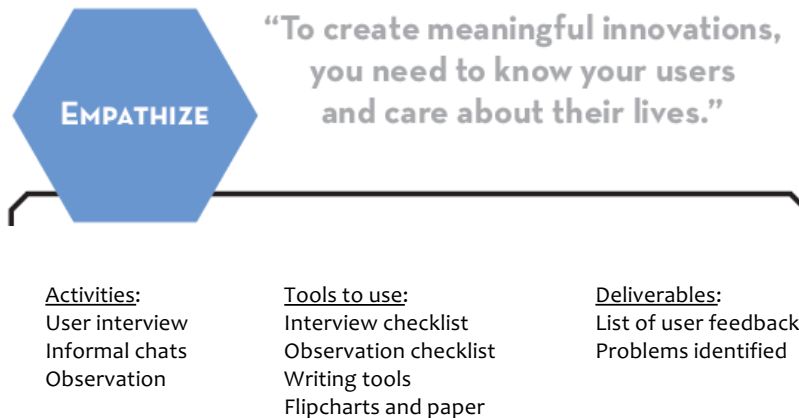 “To create meaningful innovations,
you need to know your users
and care about their lives.”
EMPATHIZE
Activities:
User interview
Informal chats
Observation
Tools to use:
Interview checklist
Observation checklist
Writing tools
Flipcharts and paper
Deliverables:
List of user feedback
Problems identified